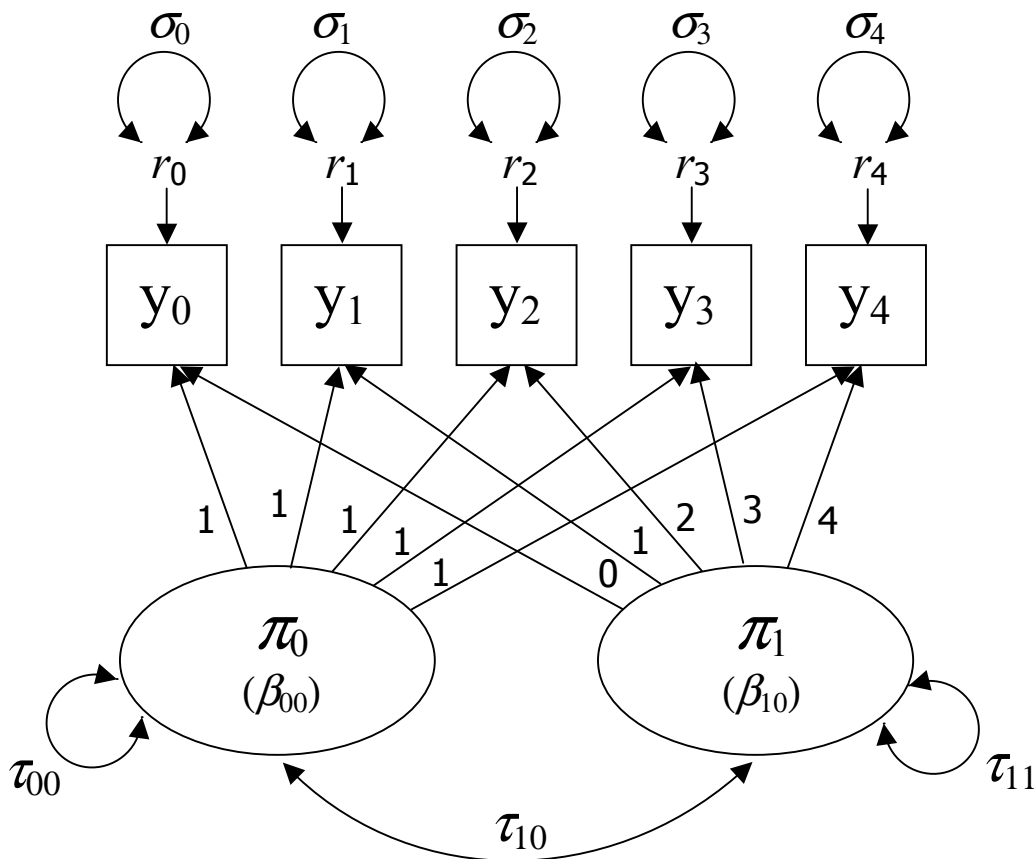 σ₀ σ₁ σ₂ σ₃ σ₄
r₀ r₁ r₂ r₃ r₄
y₀ y₁ y₂ y₃ y₄
1 1 1 1 1 0 1 2 3 4
π₀ π₁
(β₀₀) (β₁₀)
τ₀₀ τ₁₁
τ₁₀